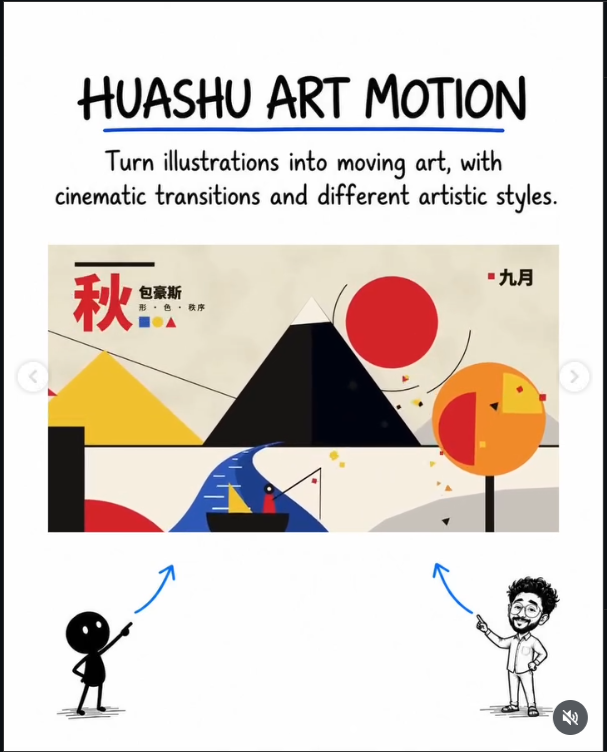 HUASHU ART MOTION
Turn illustrations into moving art, with
cinematic transitions and different artistic styles.
秋
包豪斯
形・色・秩序
九月